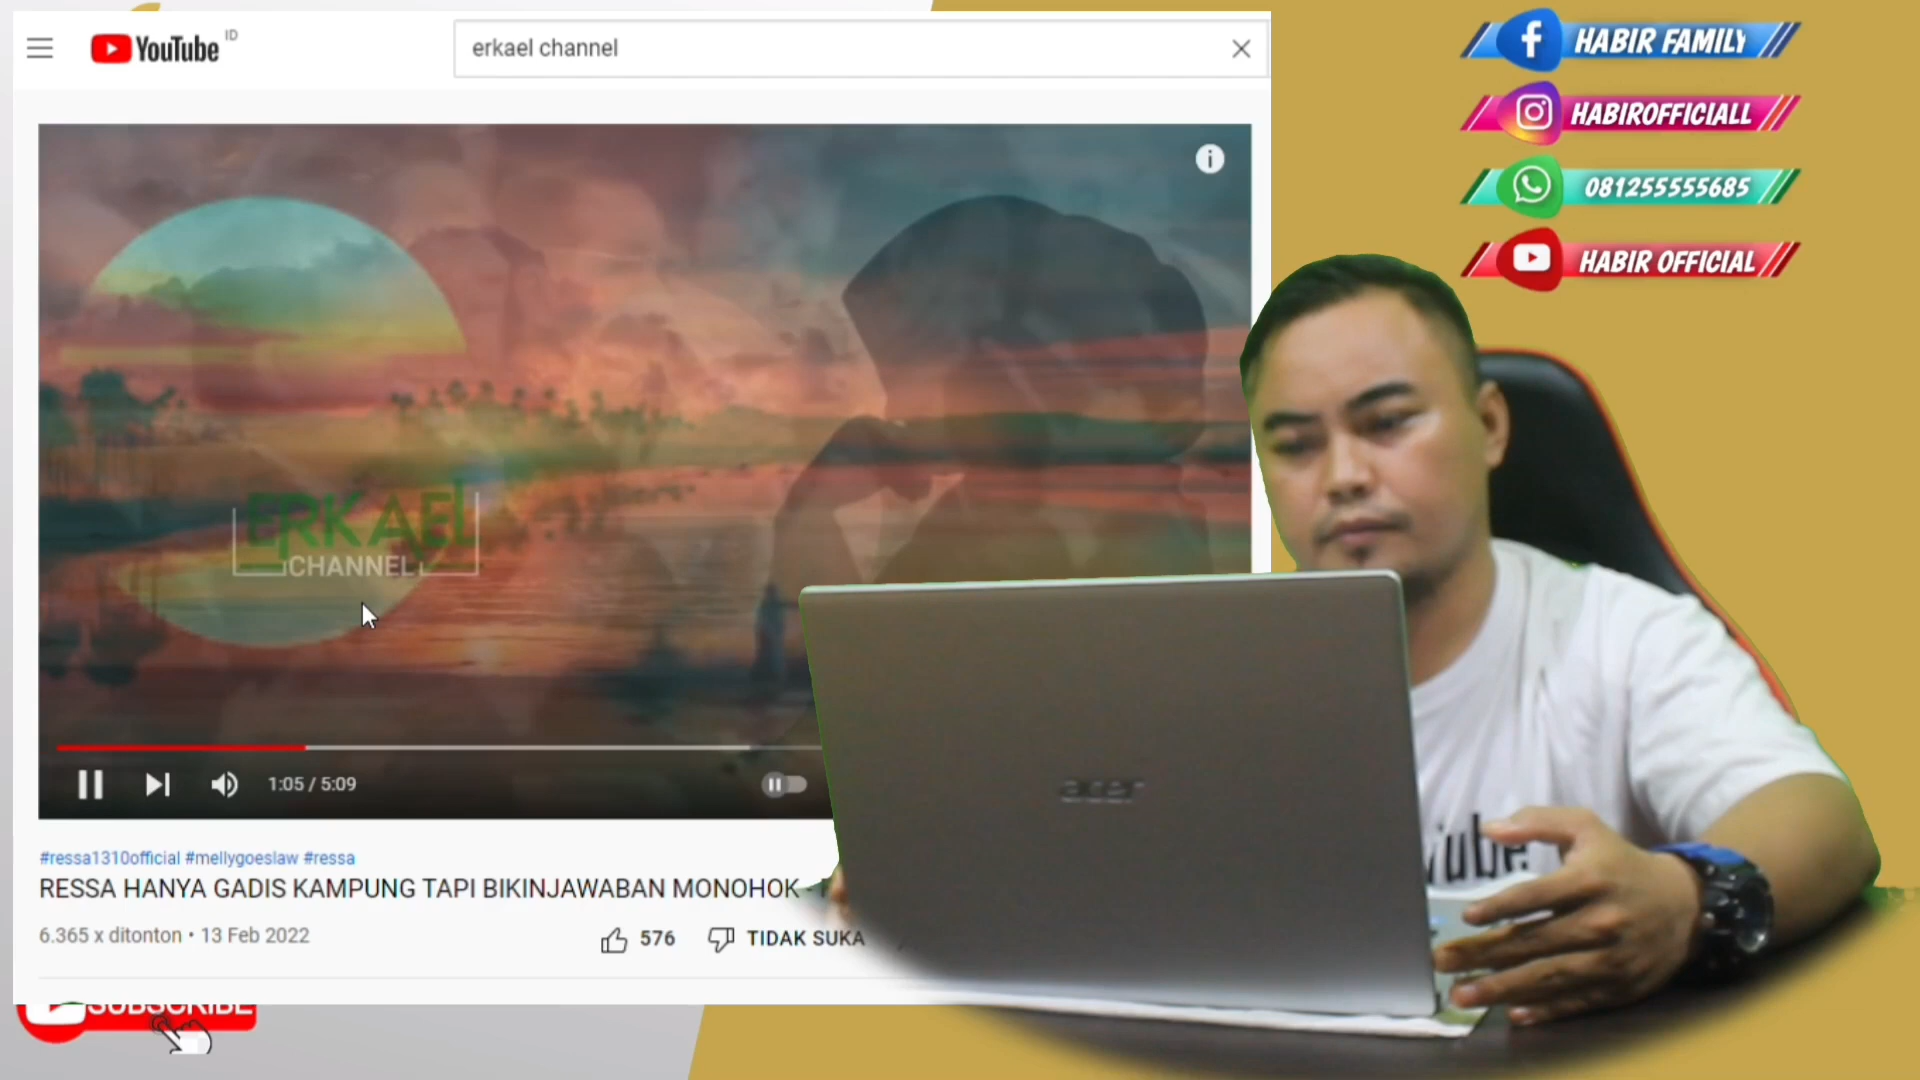 YouTube ID
erkael channel
ERKAEL
CHANNEL
1:05 / 5:09
#ressa1310official #mellygoeslaw #ressa
RESSA HANYA GADIS KAMPUNG TAPI BIKINJAWABAN MONOHOK -
6.365 x ditonton • 13 Feb 2022
576
TIDAK SUKA
SUBSCRIBE
HABIR FAMILY
HABIROFFICIALL
081255555685
HABIR OFFICIAL
acer